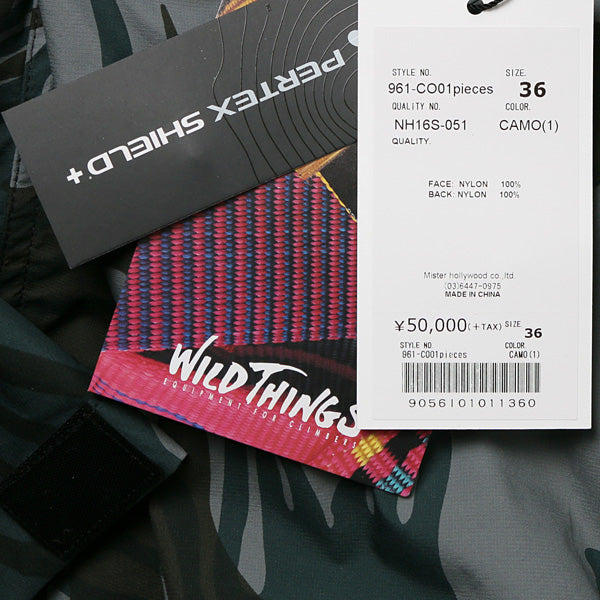 PERTEX SHIELD+
WILD THINGS
EQUIPMENT FOR CLIMBERS
STYLE NO. SIZE.
961-CO01pieces 36
QUALITY NO. COLOR.
NH16S-051 CAMO(1)
QUALITY.
FACE: NYLON 100%
BACK: NYLON 100%
Mister hollywood co.,ltd.
(03)6447-0975
MADE IN CHINA
¥50,000(+TAX) SIZE 36
STYLE NO. COLOR
961-CO01pieces CAMO(1)
9056101011360